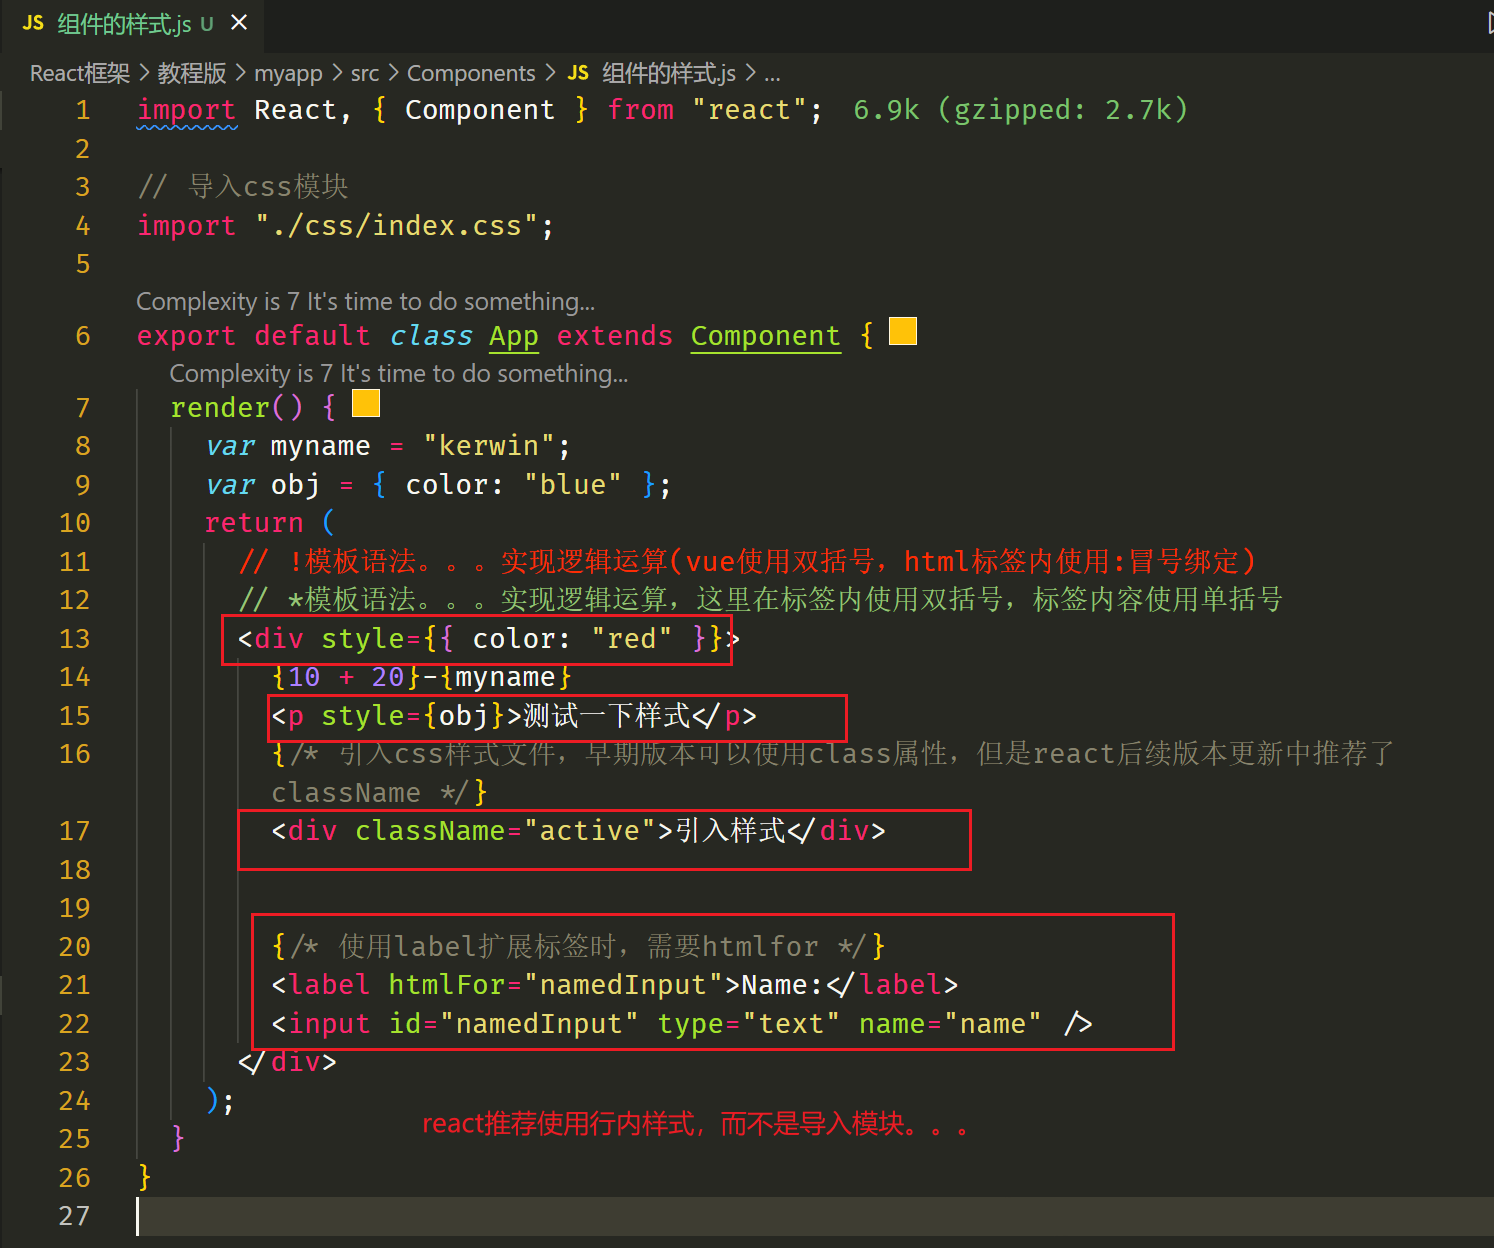 JS 组件的样式.js U ×
React框架 > 教程版 > myapp > src > Components > JS 组件的样式.js > ...
1 import React, { Component } from "react"; 6.9k (gzipped: 2.7k)
2
3 // 导入css模块
4 import "./css/index.css";
5
Complexity is 7 It's time to do something...
6 export default class App extends Component {
Complexity is 7 It's time to do something...
7 render() {
8 var myname = "kerwin";
9 var obj = { color: "blue" };
10 return (
11 // !模板语法。。。实现逻辑运算(vue使用双括号，html标签内使用:冒号绑定)
12 // *模板语法。。。实现逻辑运算，这里在标签内使用双括号，标签内容使用单括号
13 <div style={{ color: "red" }}>
14 {10 + 20}-{myname}
15 <p style={obj}>测试一下样式</p>
16 {/* 引入css样式文件，早期版本可以使用class属性，但是react后续版本更新中推荐了
className */}
17 <div className="active">引入样式</div>
18
19
20 {/* 使用label扩展标签时，需要htmlfor */}
21 <label htmlFor="namedInput">Name:</label>
22 <input id="namedInput" type="text" name="name" />
23 </div>
24 );
react推荐使用行内样式，而不是导入模块。。。
25 }
26 }
27